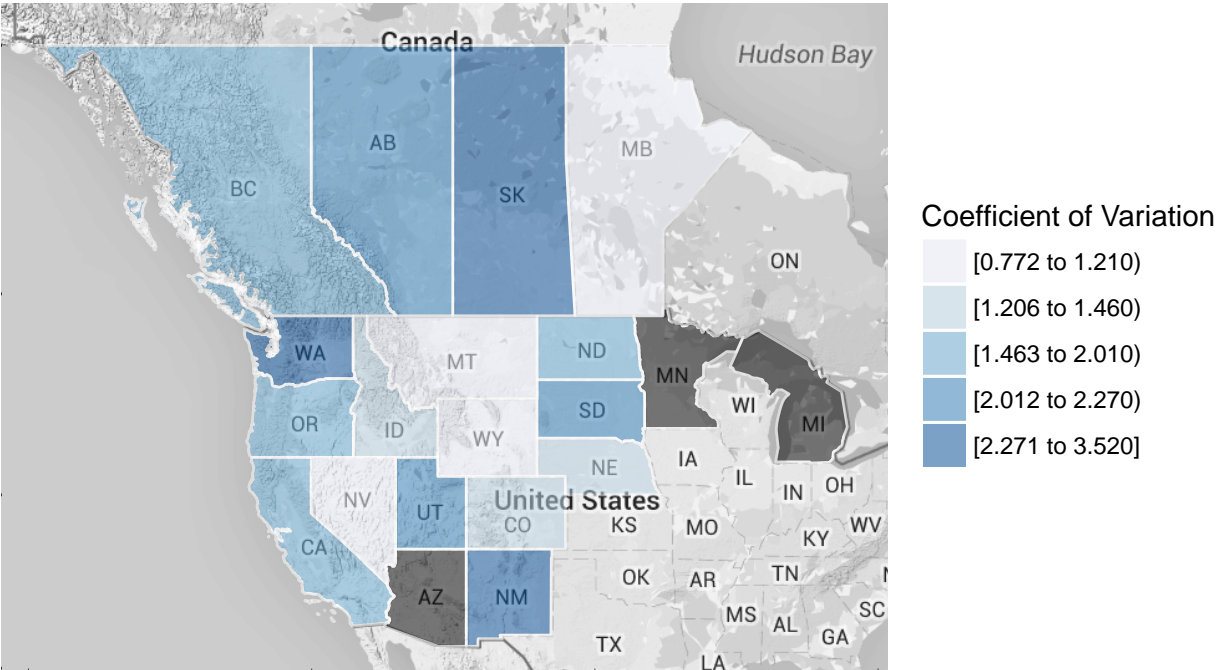 Canada
Hudson Bay
AB
MB
BC
SK
ON
WA
MT
ND
MN
SD
WI
OR
ID
WY
MI
IA
NE
NV
UT
United States
IL
IN
OH
CO
KS
MO
KY
WV
CA
AZ
NM
OK
AR
TN
MS
AL
SC
GA
TX
LA
Coefficient of Variation
[0.772 to 1.210)
[1.206 to 1.460)
[1.463 to 2.010)
[2.012 to 2.270)
[2.271 to 3.520]